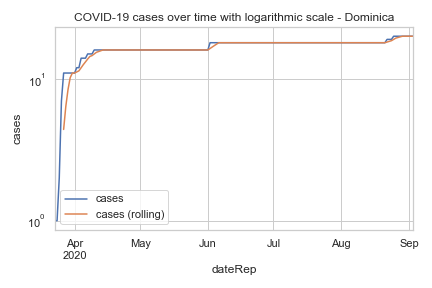 COVID-19 cases over time with logarithmic scale - Dominica
cases
10¹
10⁰
cases
cases (rolling)
Apr
2020
May
Jun
Jul
Aug
Sep
dateRep